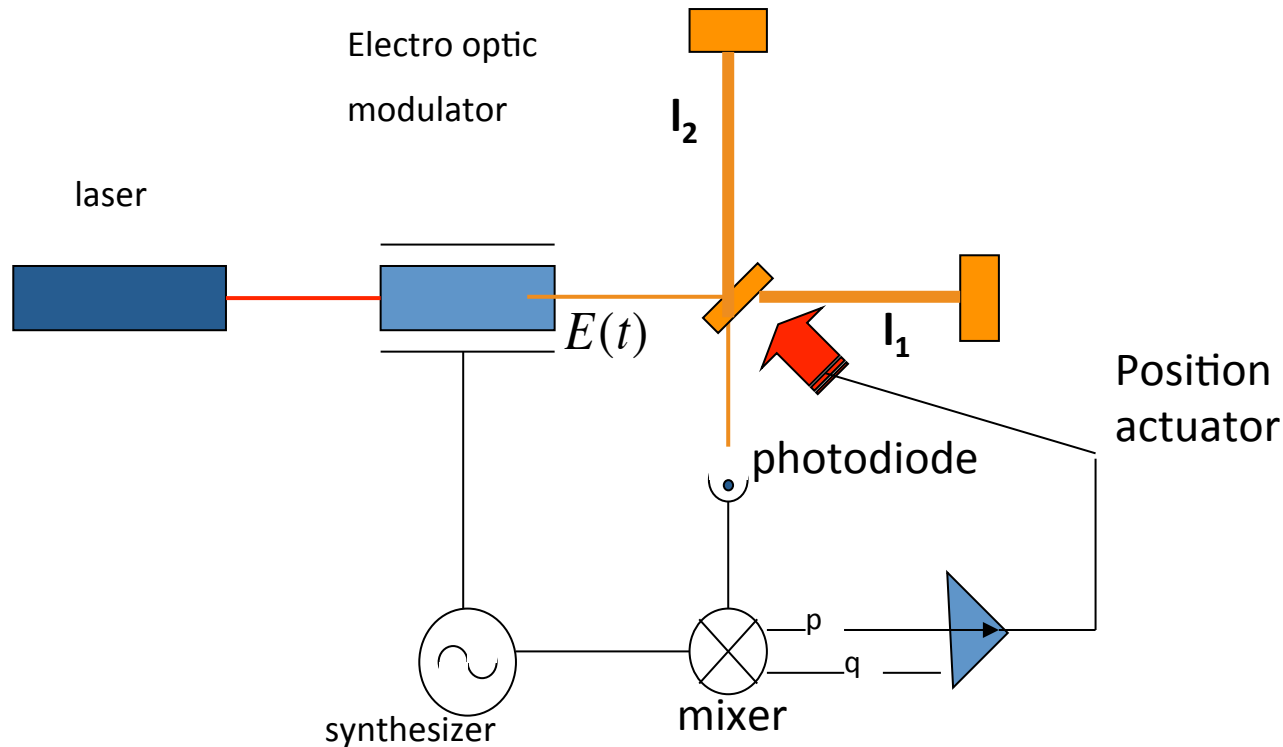 Electro optic
modulator
l₂
laser
E(t)
l₁
Position
actuator
photodiode
p
q
mixer
synthesizer